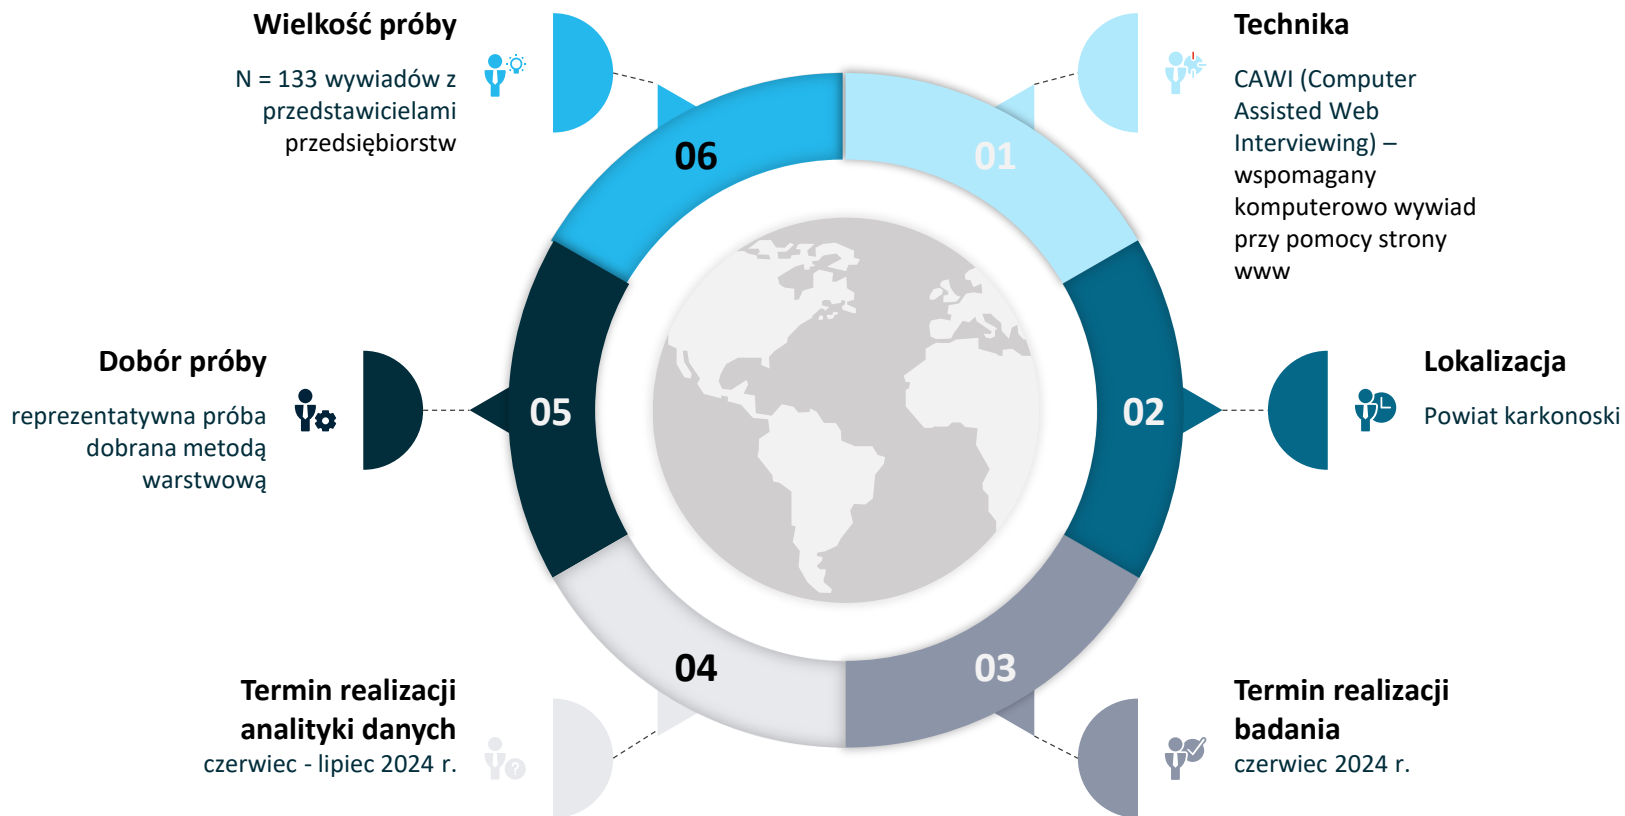 Wielkość próby
N = 133 wywiadów z
przedstawicielami
przedsiębiorstw
06
01
Technika
CAWI (Computer
Assisted Web
Interviewing) –
wspomagany
komputerowo wywiad
przy pomocy strony
www
Dobór próby
reprezentatywna próba
dobrana metodą
warstwową
05
02
Lokalizacja
Powiat karkonoski
Termin realizacji
analityki danych
czerwiec - lipiec 2024 r.
?
04
03
Termin realizacji
badania
czerwiec 2024 r.